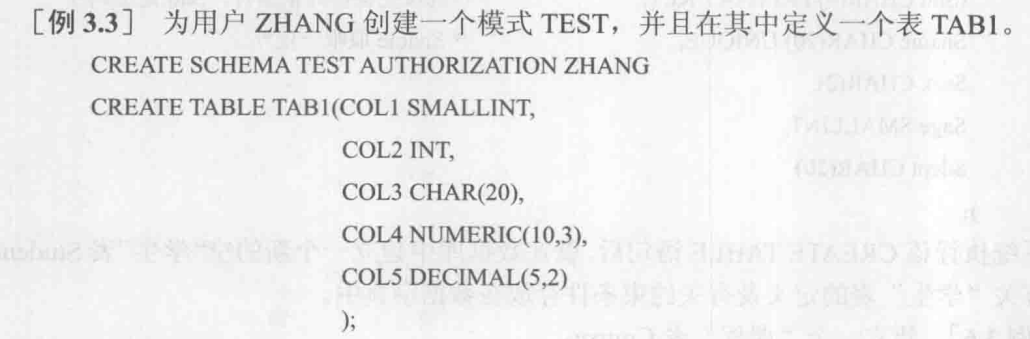 [例 3.3] 为用户 ZHANG 创建一个模式 TEST，并且在其中定义一个表 TAB1。
CREATE SCHEMA TEST AUTHORIZATION ZHANG
CREATE TABLE TAB1(COL1 SMALLINT,
COL2 INT,
COL3 CHAR(20),
COL4 NUMERIC(10,3),
COL5 DECIMAL(5,2)
);